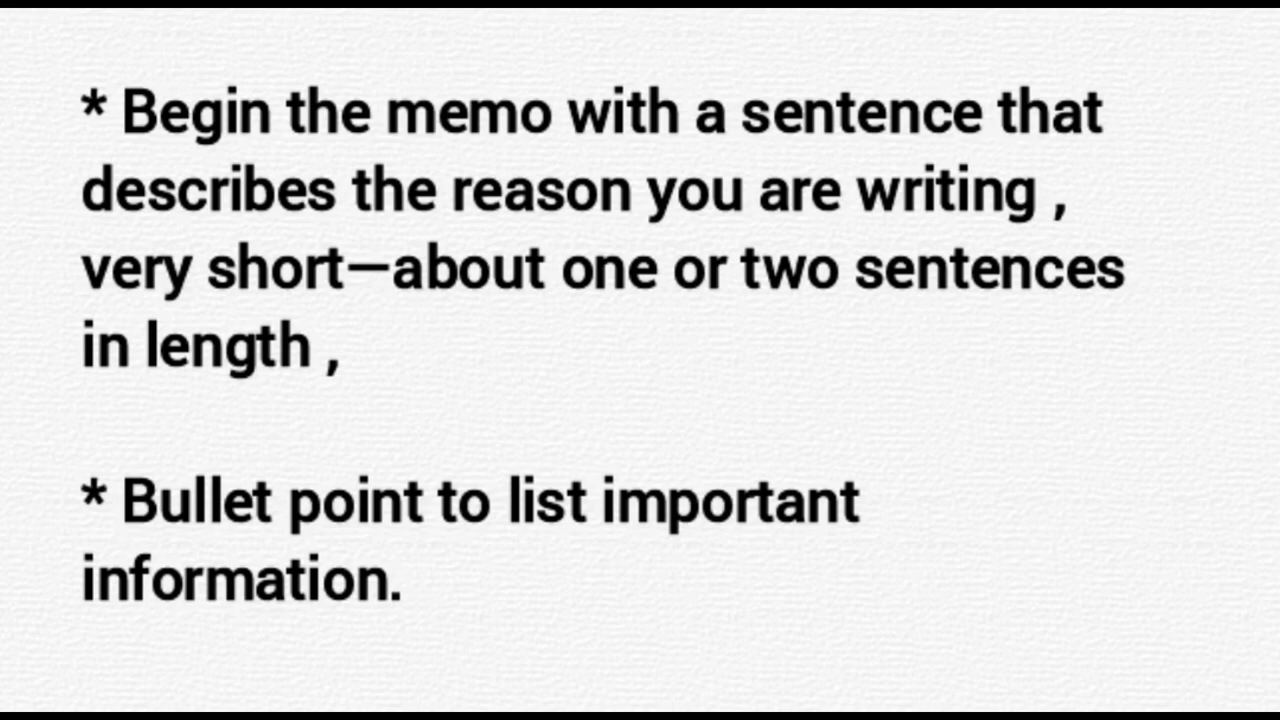 * Begin the memo with a sentence that
describes the reason you are writing ,
very short—about one or two sentences
in length ,
* Bullet point to list important
information.